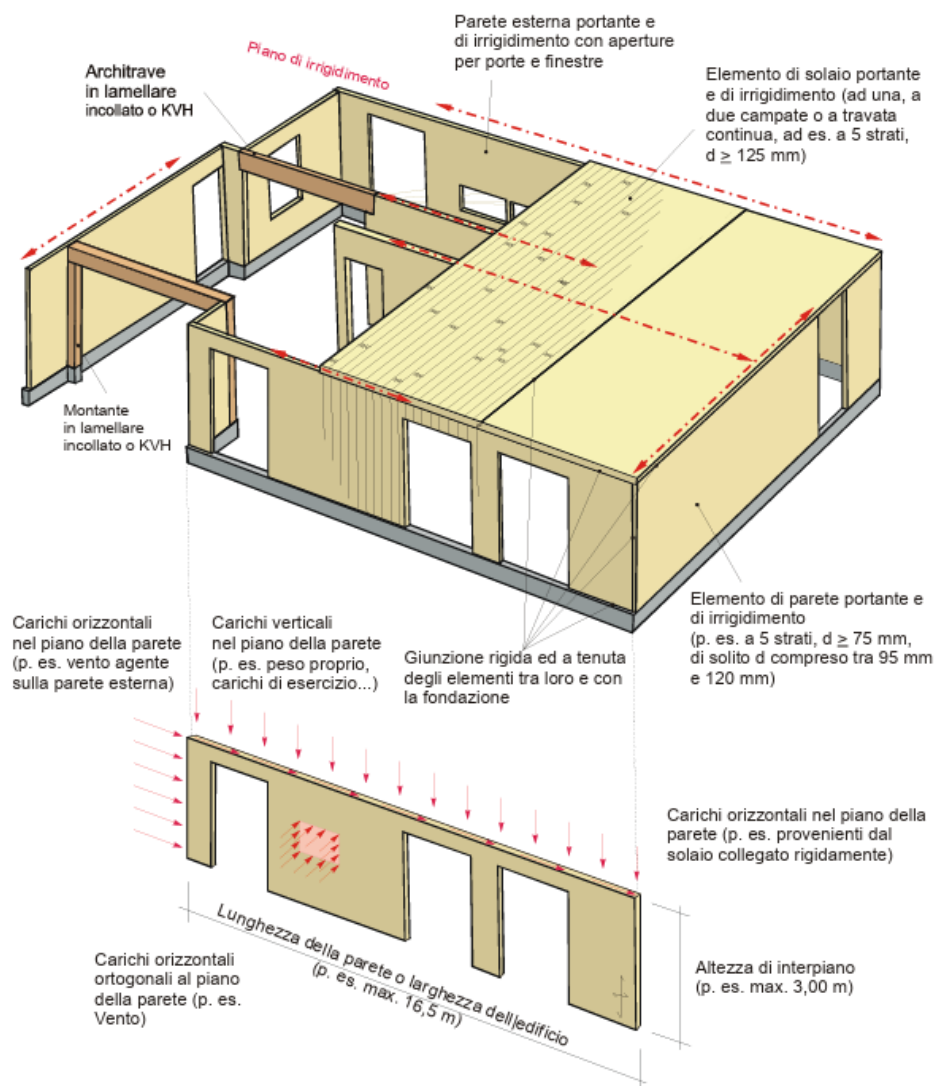 Parete esterna portante e
di irrigidimento con aperture
per porte e finestre
Piano di irrigidimento
Architrave
in lamellare
incollato o KVH
Elemento di solaio portante
e di irrigidimento (ad una, a
due campate o a travata
continua, ad es. a 5 strati,
d ≥ 125 mm)
Montante
in lamellare
incollato o KVH
Elemento di parete portante e
di irrigidimento
(p. es. a 5 strati, d ≥ 75 mm,
di solito d compreso tra 95 mm
e 120 mm)
Carichi orizzontali
nel piano della parete
(p. es. vento agente
sulla parete esterna)
Carichi verticali
nel piano della parete
(p. es. peso proprio,
carichi di esercizio...)
Giunzione rigida ed a tenuta
degli elementi tra loro e con
la fondazione
Carichi orizzontali nel piano della
parete (p. es. provenienti dal
solaio collegato rigidamente)
Lunghezza della parete o larghezza dell'edificio
(p. es. max. 16,5 m)
Carichi orizzontali
ortogonali al piano
della parete (p. es.
Vento)
Altezza di interpiano
(p. es. max. 3,00 m)